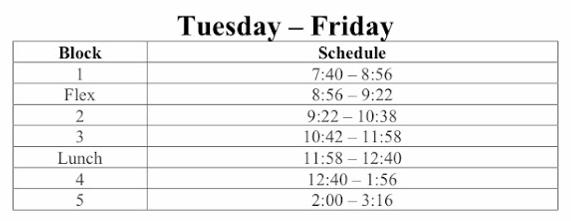 Tuesday – Friday
Block Schedule
1 7:40 – 8:56
Flex 8:56 – 9:22
2 9:22 – 10:38
3 10:42 – 11:58
Lunch 11:58 – 12:40
4 12:40 – 1:56
5 2:00 – 3:16